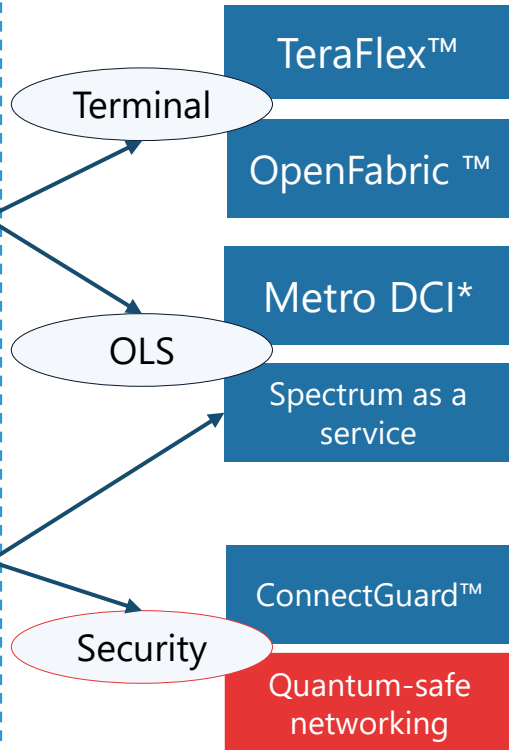 TeraFlex™
Terminal
OpenFabric ™
Metro DCI*
OLS
Spectrum as a
service
ConnectGuard™
Security
Quantum-safe
networking